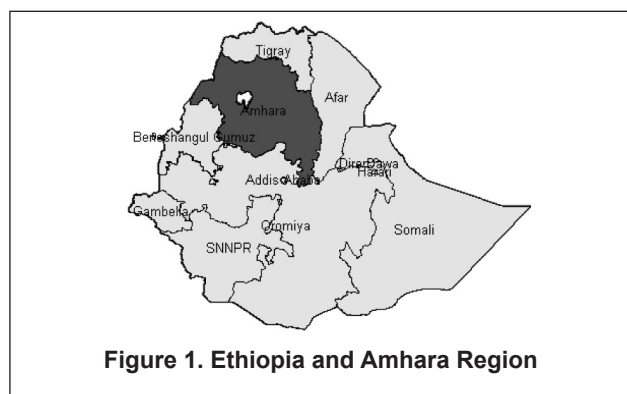 Tigray
Afar
Amhara
Benishangul Gumuz
Dire Dawa
Harari
Addis Ababa
Gambella
Oromiya
Somali
SNNPR
Figure 1. Ethiopia and Amhara Region